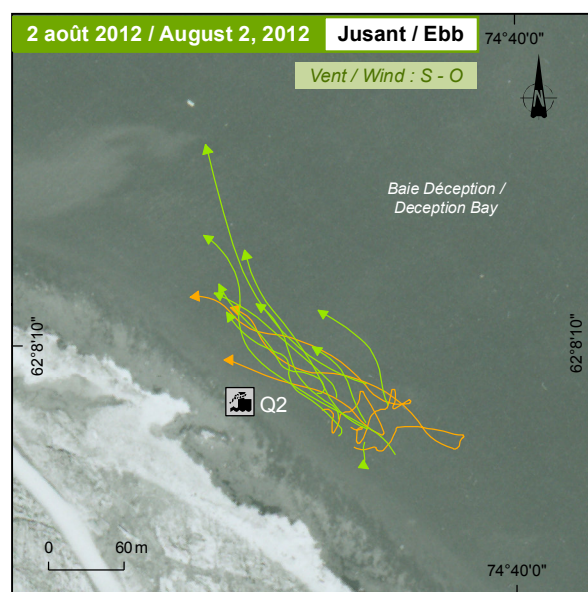 2 août 2012 / August 2, 2012
Jusant / Ebb
74°40'0"
Vent / Wind : S - O
N
Baie Déception /
Deception Bay
62°8'10"
62°8'10"
Q2
0 60 m
74°40'0"